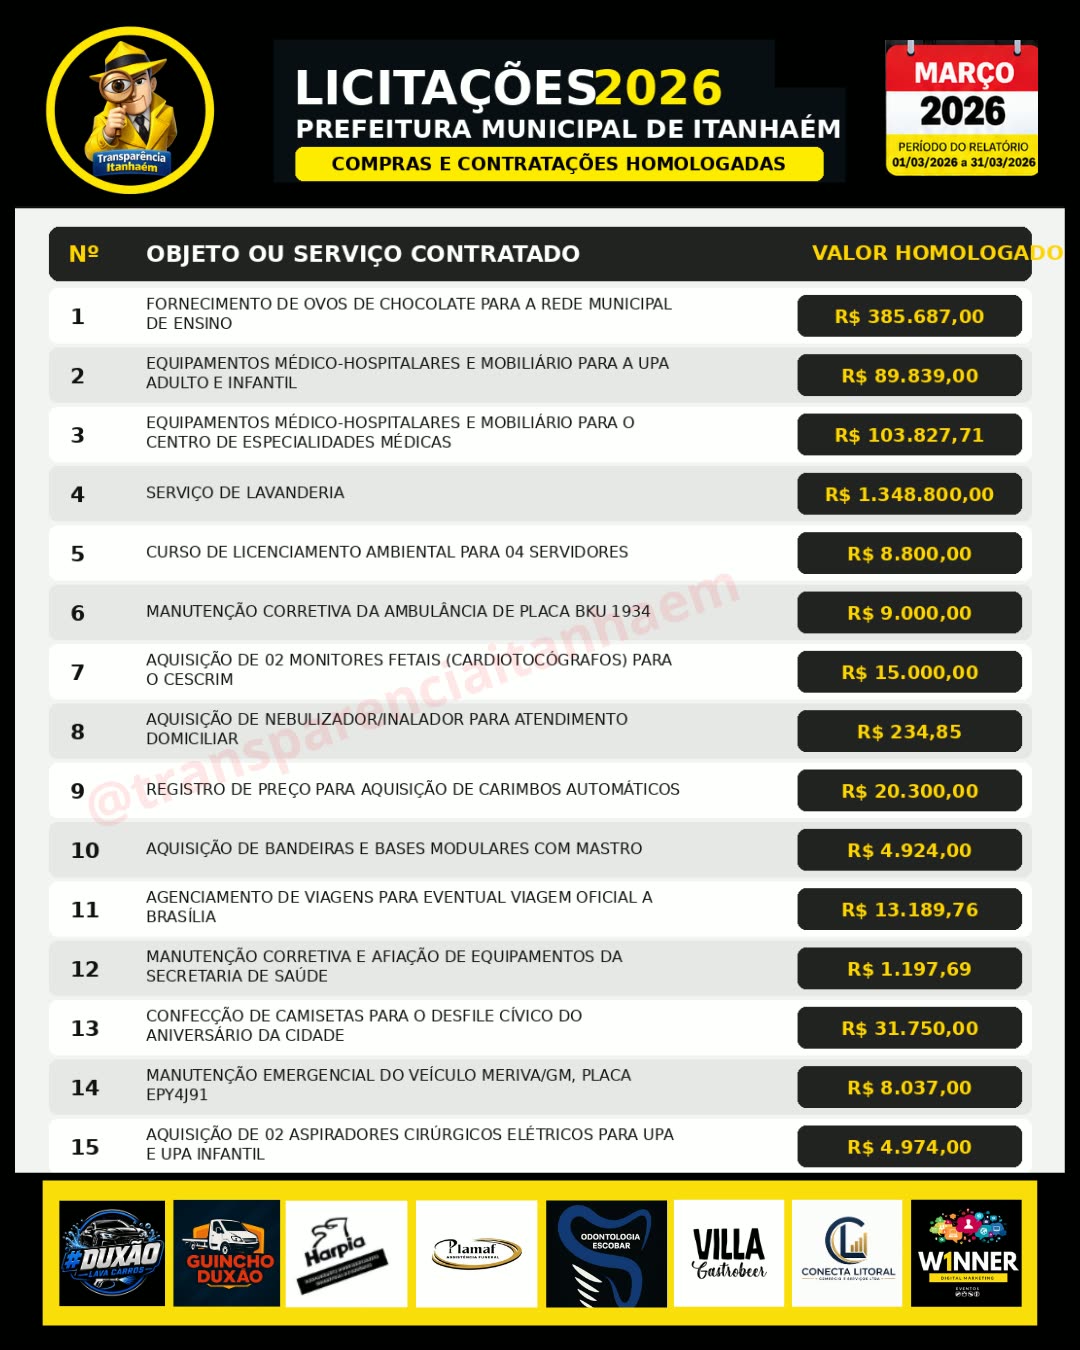 LICITAÇÕES2026
PREFEITURA MUNICIPAL DE ITANHAÉM
COMPRAS E CONTRATAÇÕES HOMOLOGADAS
Transparência
Itanhaém
MARÇO
2026
PERÍODO DO RELATÓRIO
01/03/2026 a 31/03/2026
Nº OBJETO OU SERVIÇO CONTRATADO VALOR HOMOLOGADO
1 FORNECIMENTO DE OVOS DE CHOCOLATE PARA A REDE MUNICIPAL
DE ENSINO
R$ 385.687,00
2 EQUIPAMENTOS MÉDICO-HOSPITALARES E MOBILIÁRIO PARA A UPA
ADULTO E INFANTIL
R$ 89.839,00
3 EQUIPAMENTOS MÉDICO-HOSPITALARES E MOBILIÁRIO PARA O
CENTRO DE ESPECIALIDADES MÉDICAS
R$ 103.827,71
4 SERVIÇO DE LAVANDERIA R$ 1.348.800,00
5 CURSO DE LICENCIAMENTO AMBIENTAL PARA 04 SERVIDORES R$ 8.800,00
6 MANUTENÇÃO CORRETIVA DA AMBULÂNCIA DE PLACA BKU 1934 R$ 9.000,00
7 AQUISIÇÃO DE 02 MONITORES FETAIS (CARDIOTOCÓGRAFOS) PARA
O CESCRIM
R$ 15.000,00
8 AQUISIÇÃO DE NEBULIZADOR/INALADOR PARA ATENDIMENTO
DOMICILIAR
R$ 234,85
9 REGISTRO DE PREÇO PARA AQUISIÇÃO DE CARIMBOS AUTOMÁTICOS R$ 20.300,00
10 AQUISIÇÃO DE BANDEIRAS E BASES MODULARES COM MASTRO R$ 4.924,00
11 AGENCIAMENTO DE VIAGENS PARA EVENTUAL VIAGEM OFICIAL A
BRASÍLIA
R$ 13.189,76
12 MANUTENÇÃO CORRETIVA E AFIAÇÃO DE EQUIPAMENTOS DA
SECRETARIA DE SAÚDE
R$ 1.197,69
13 CONFECÇÃO DE CAMISETAS PARA O DESFILE CÍVICO DO
ANIVERSÁRIO DA CIDADE
R$ 31.750,00
14 MANUTENÇÃO EMERGENCIAL DO VEÍCULO MERIVA/GM, PLACA
EPY4J91
R$ 8.037,00
15 AQUISIÇÃO DE 02 ASPIRADORES CIRÚRGICOS ELÉTRICOS PARA UPA
E UPA INFANTIL
R$ 4.974,00
@transparenciaitanhaem
#DUXÃO
LAVA CARROS
GUINCHO
DUXÃO
Harpia
Plamaf
ASSISTÊNCIA FUNERAL
ODONTOLOGIA
ESCOBAR
VILLA
Gastrobeer
CONECTA LITORAL
COMÉRCIO E SERVIÇOS LTDA
W1NNER
DIGITAL MARKETING
EVENTOS